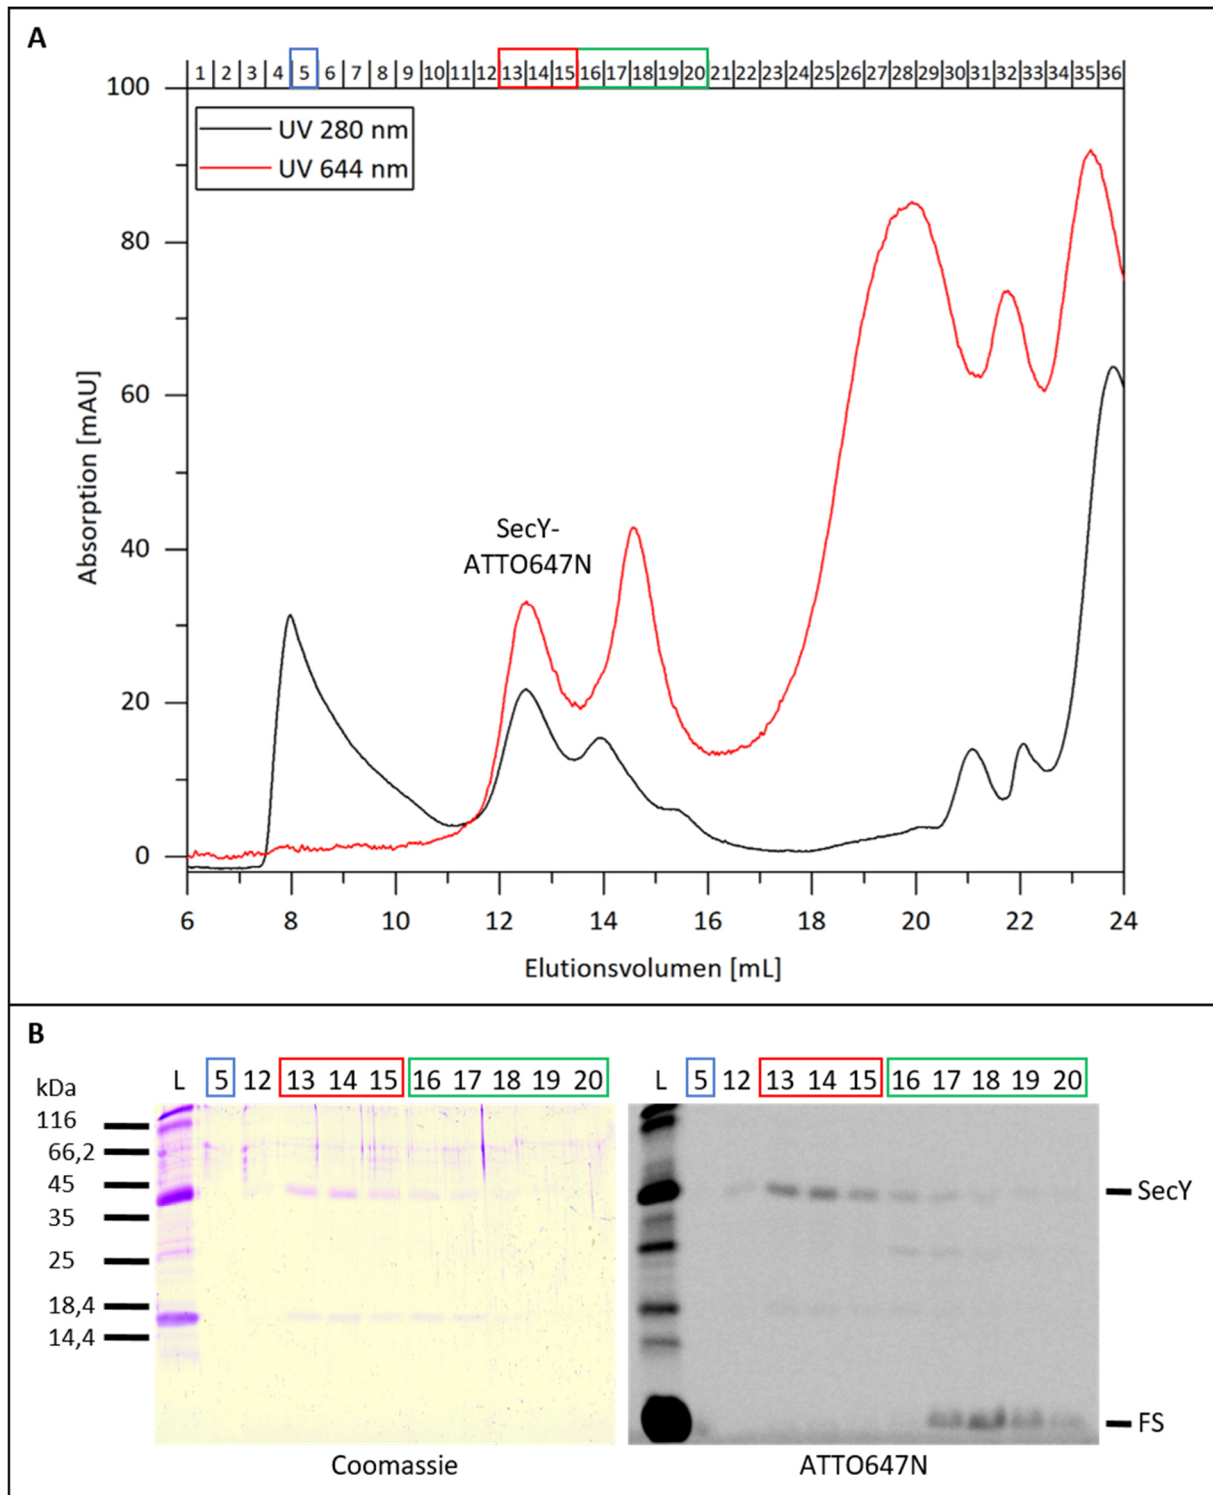 A
1 2 3 4 5 6 7 8 9 10 11 12 13 14 15 16 17 18 19 20 21 22 23 24 25 26 27 28 29 30 31 32 33 34 35 36
100
UV 280 nm
UV 644 nm
80
60
SecY-
ATTO647N
40
20
0
Absorption [mAU]
6 8 10 12 14 16 18 20 22 24
Elutionsvolumen [mL]
B
kDa
L 5 12 13 14 15 16 17 18 19 20
L 5 12 13 14 15 16 17 18 19 20
116
66,2
45
SecY
35
25
18,4
14,4
FS
Coomassie
ATTO647N